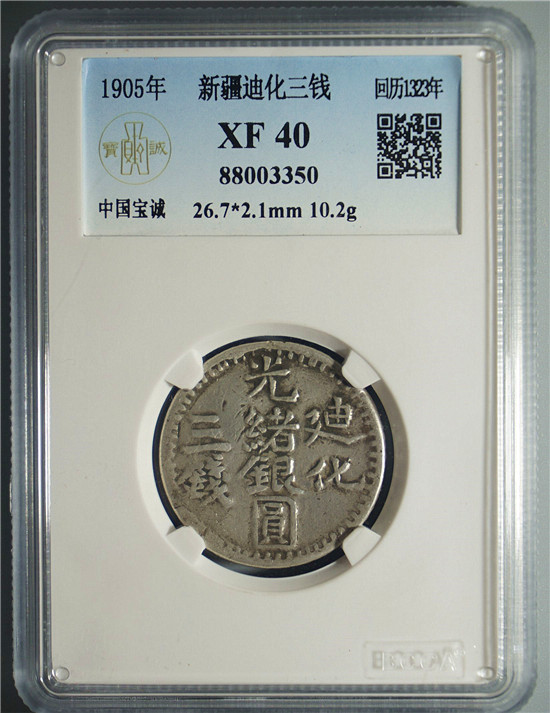 1905年 新疆迪化三钱 回历1323年
XF 40
寶 誠
88003350
中国宝诚 26.7*2.1mm 10.2g
光緒銀圓
迪化
三錢